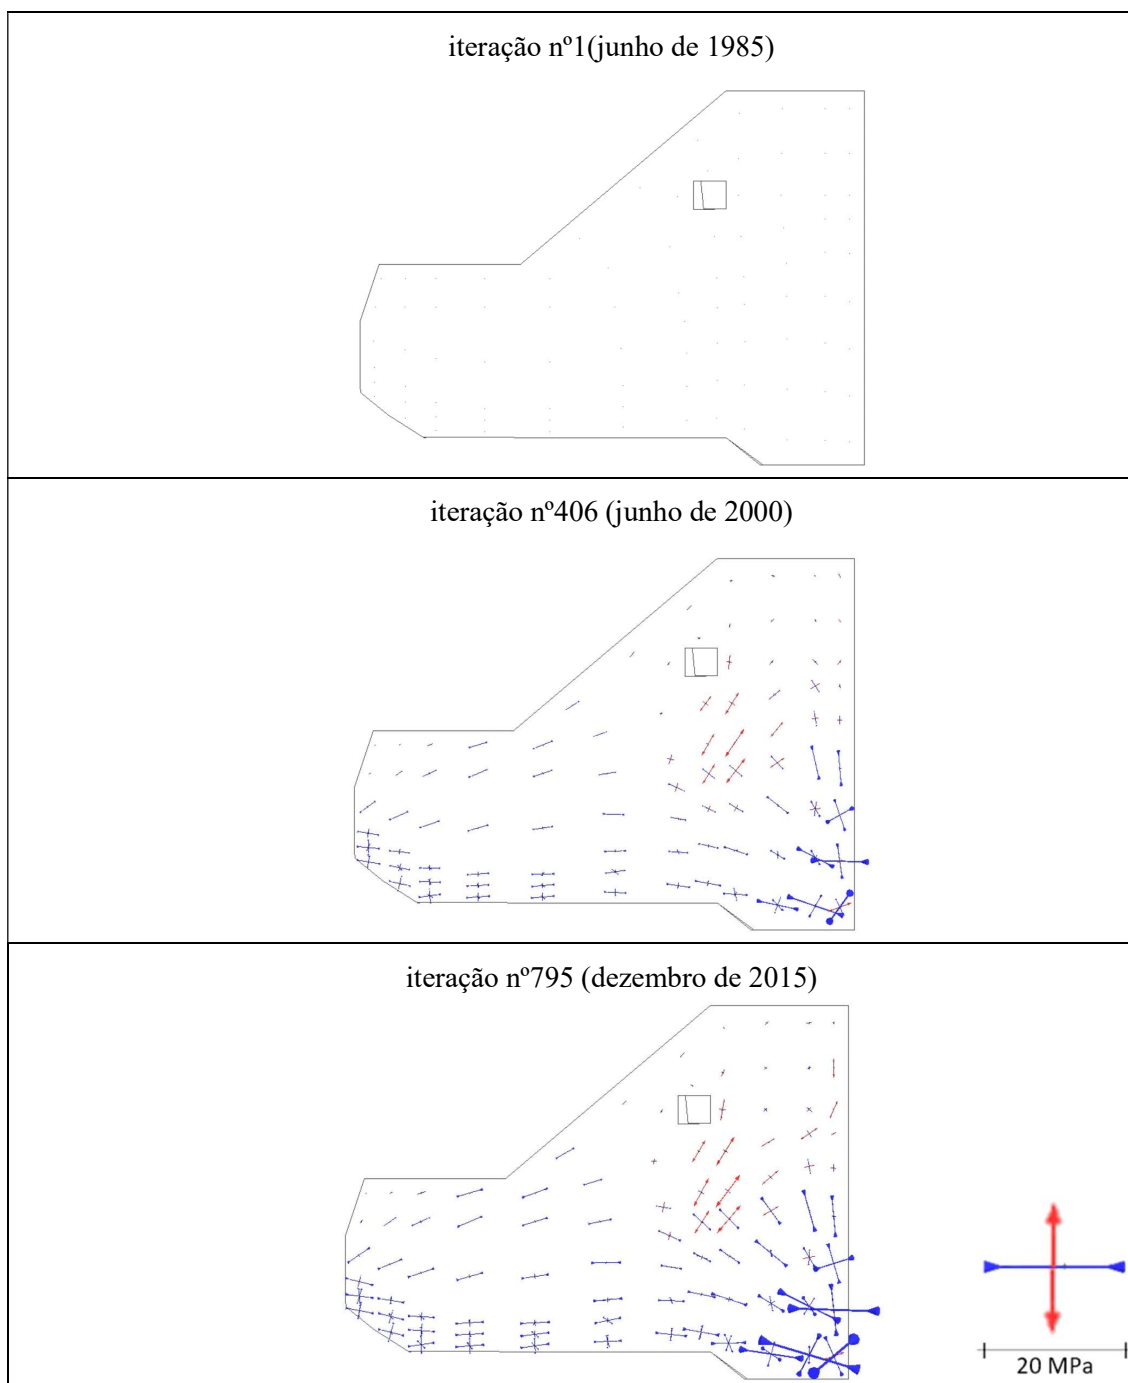 iteração nº1(junho de 1985)
iteração nº406 (junho de 2000)
iteração nº795 (dezembro de 2015)
20 MPa